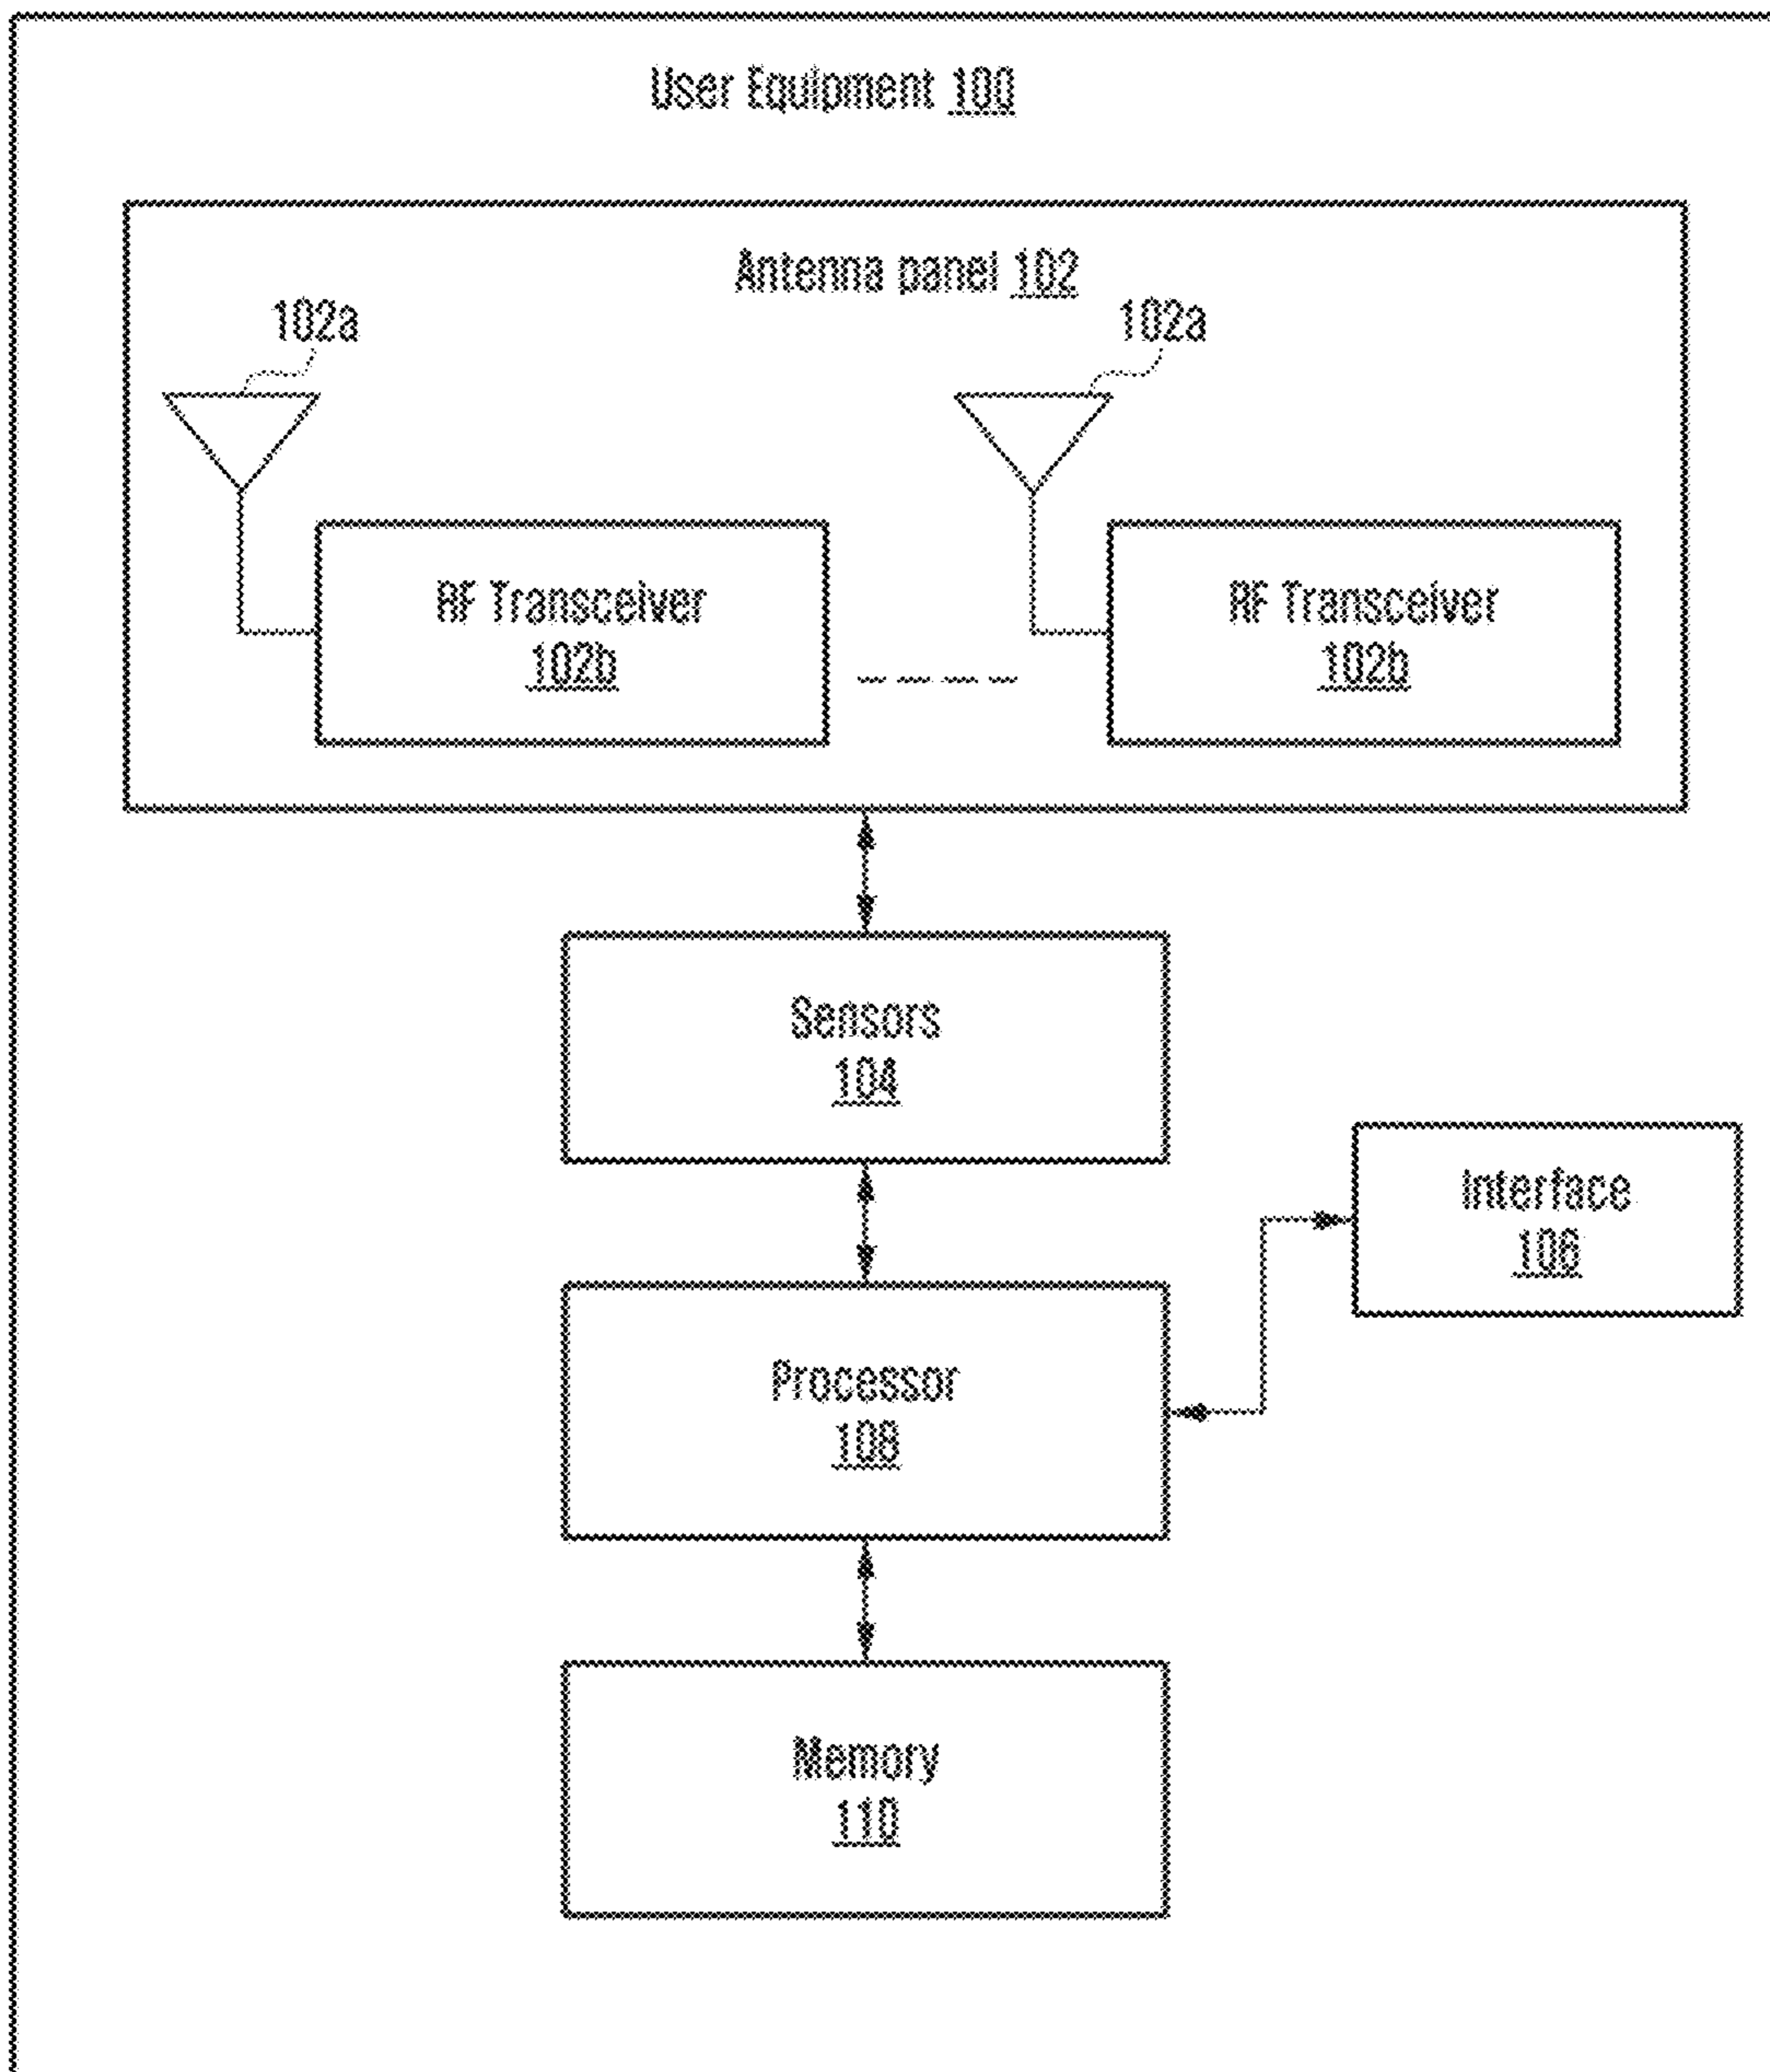 User Equipment 100
Antenna panel 102
102a
102a
RF Transceiver
102b
RF Transceiver
102b
Sensors
104
Interface
106
Processor
108
Memory
110